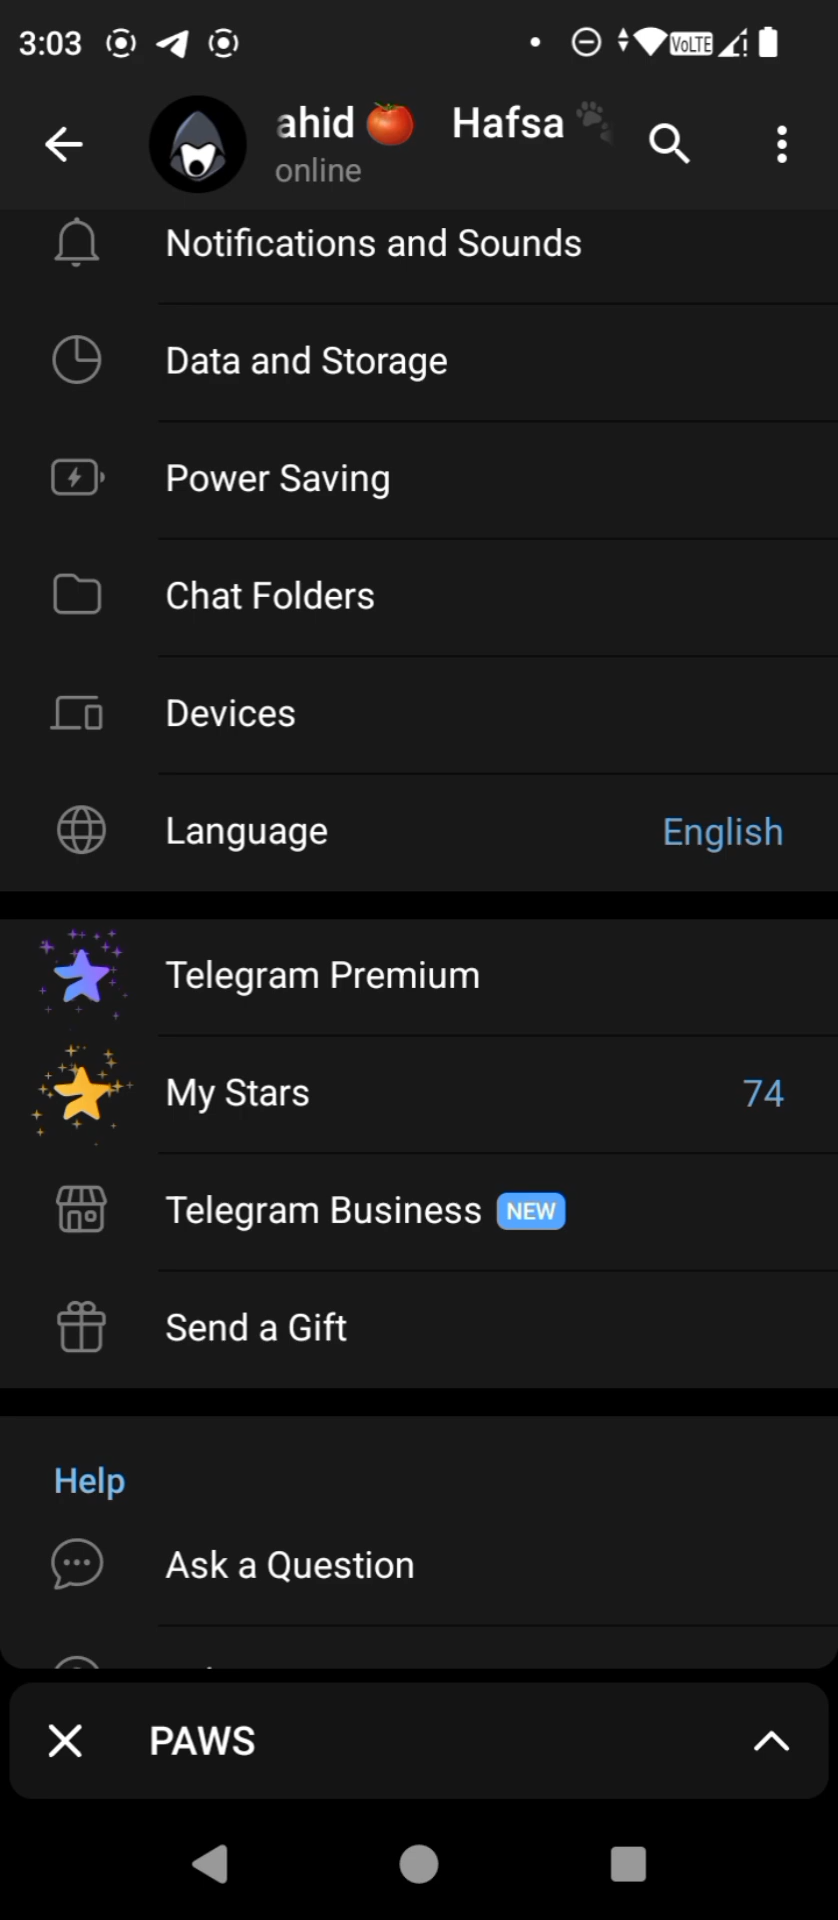 3:03 VoLTE
ahid 🍅 Hafsa 🐾
online
Notifications and Sounds
Data and Storage
Power Saving
Chat Folders
Devices
Language English
Telegram Premium
My Stars 74
Telegram Business NEW
Send a Gift
Help
Ask a Question
PAWS